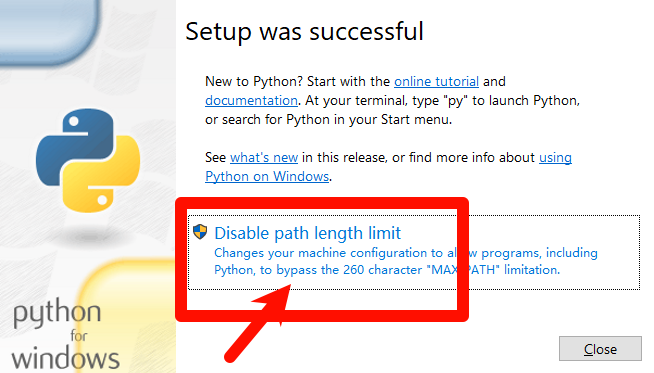 Setup was successful
New to Python? Start with the online tutorial and
documentation. At your terminal, type "py" to launch Python,
or search for Python in your Start menu.
See what's new in this release, or find more info about using
Python on Windows.
Disable path length limit
Changes your machine configuration to allow programs, including
Python, to bypass the 260 character "MAX_PATH" limitation.
python
for
windows
Close